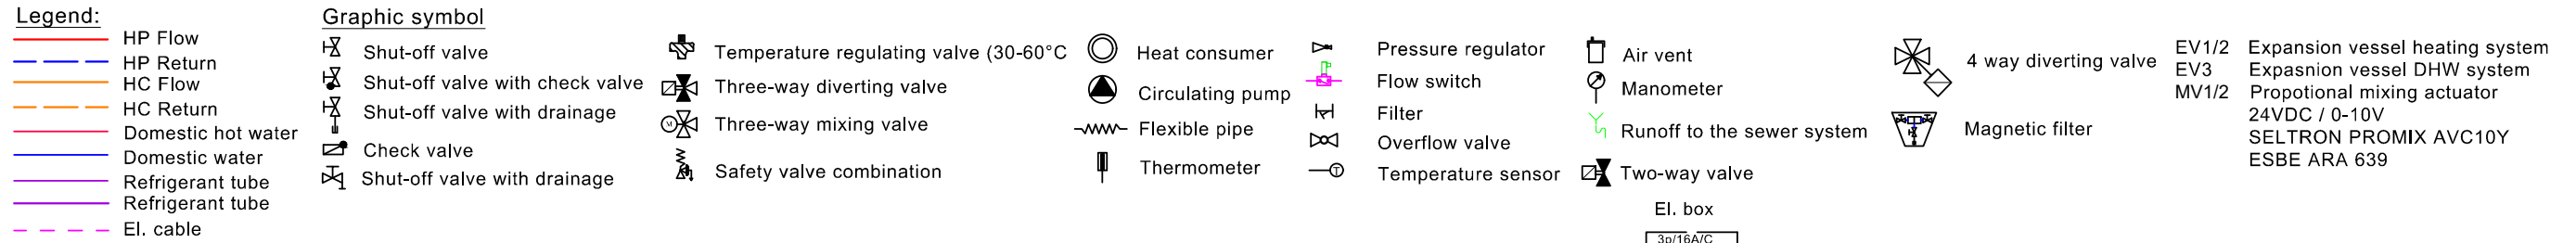 Legend:
HP Flow
HP Return
HC Flow
HC Return
Domestic hot water
Domestic water
Refrigerant tube
Refrigerant tube
El. cable
Graphic symbol
Shut-off valve
Shut-off valve with check valve
Shut-off valve with drainage
Check valve
Shut-off valve with drainage
Temperature regulating valve (30-60°C
Three-way diverting valve
M
Three-way mixing valve
Safety valve combination
Heat consumer
Circulating pump
Flexible pipe
Thermometer
Pressure regulator
Flow switch
Filter
Overflow valve
T
Temperature sensor
Air vent
Manometer
Runoff to the sewer system
Two-way valve
El. box
3p/16A/C
4 way diverting valve
Magnetic filter
EV1/2 Expansion vessel heating system
EV3 Expasnion vessel DHW system
MV1/2 Propotional mixing actuator
24VDC / 0-10V
SELTRON PROMIX AVC10Y
ESBE ARA 639